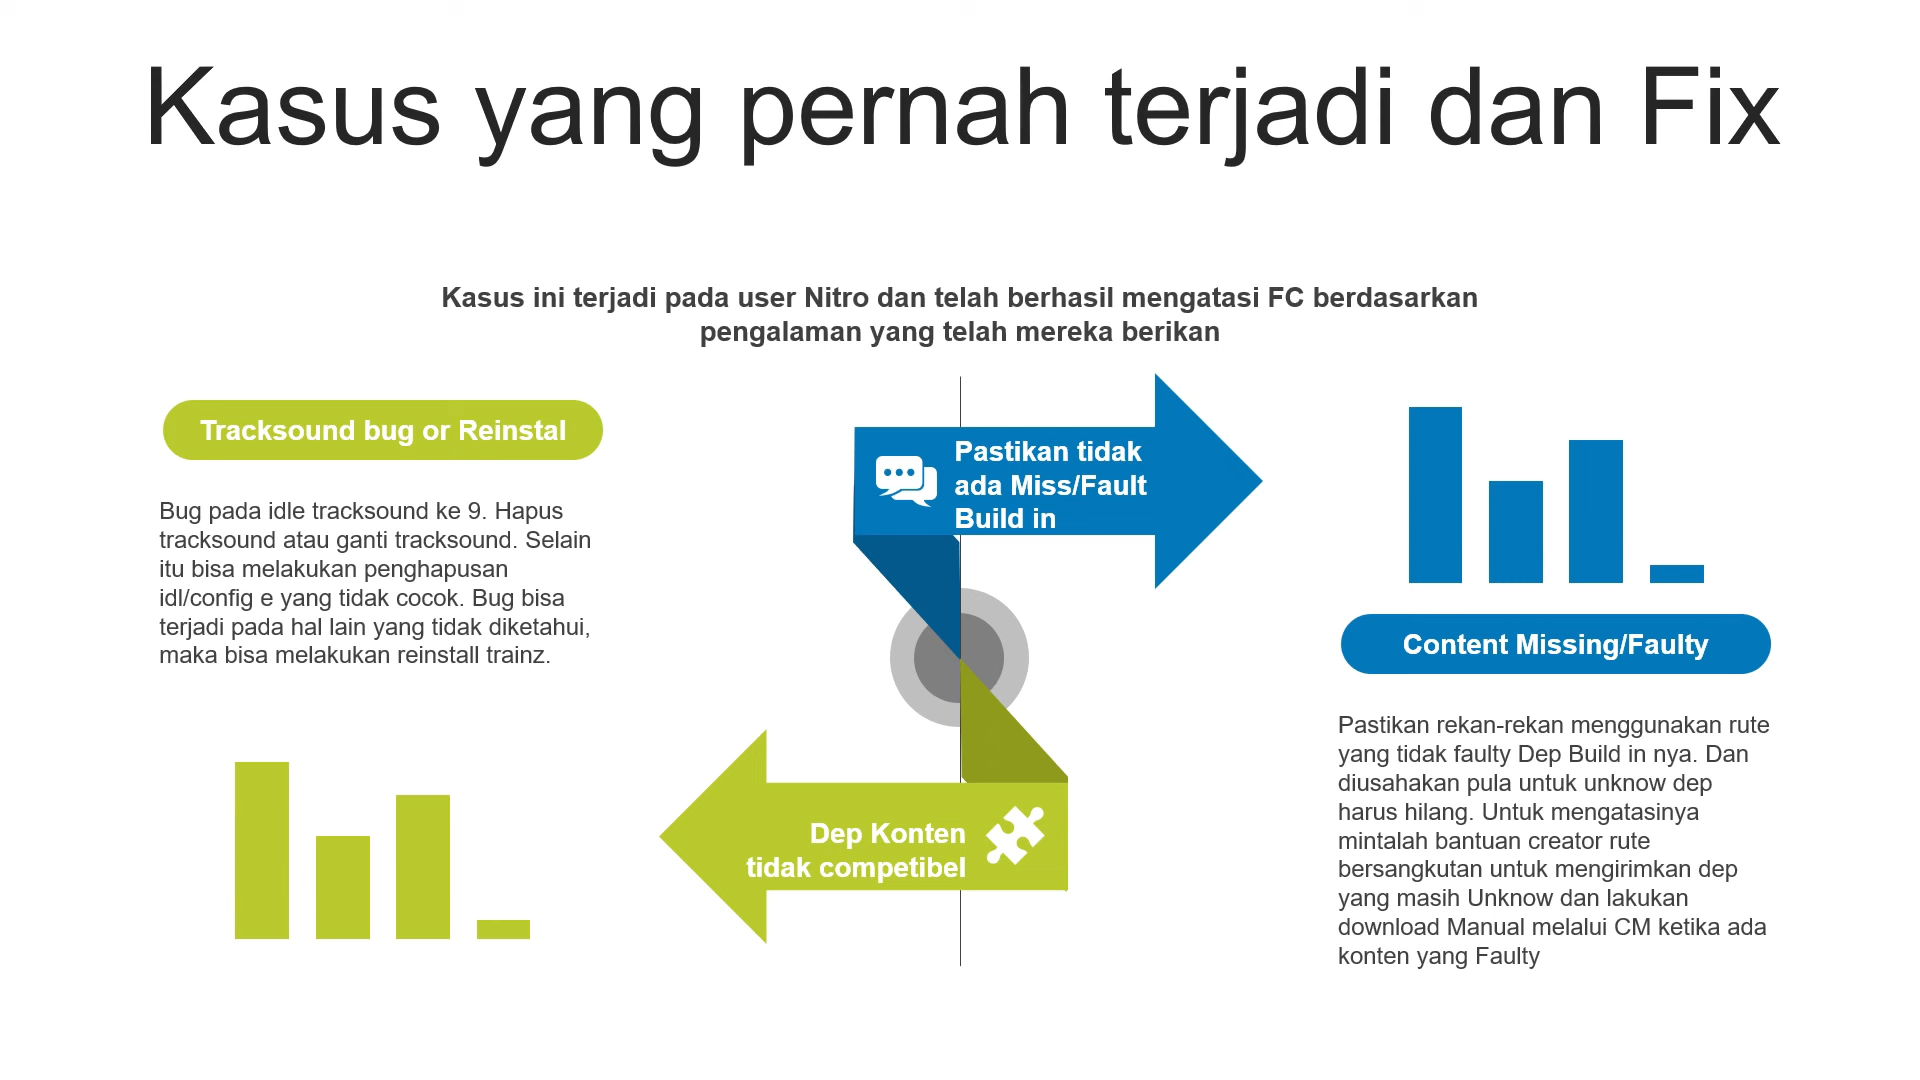 Kasus yang pernah terjadi dan Fix
Kasus ini terjadi pada user Nitro dan telah berhasil mengatasi FC berdasarkan
pengalaman yang telah mereka berikan
Tracksound bug or Reinstal
Bug pada idle tracksound ke 9. Hapus
tracksound atau ganti tracksound. Selain
itu bisa melakukan penghapusan
idl/config e yang tidak cocok. Bug bisa
terjadi pada hal lain yang tidak diketahui,
maka bisa melakukan reinstall trainz.
Pastikan tidak
ada Miss/Fault
Build in
Dep Konten
tidak competibel
Content Missing/Faulty
Pastikan rekan-rekan menggunakan rute
yang tidak faulty Dep Build in nya. Dan
diusahakan pula untuk unknow dep
harus hilang. Untuk mengatasinya
mintalah bantuan creator rute
bersangkutan untuk mengirimkan dep
yang masih Unknow dan lakukan
download Manual melalui CM ketika ada
konten yang Faulty